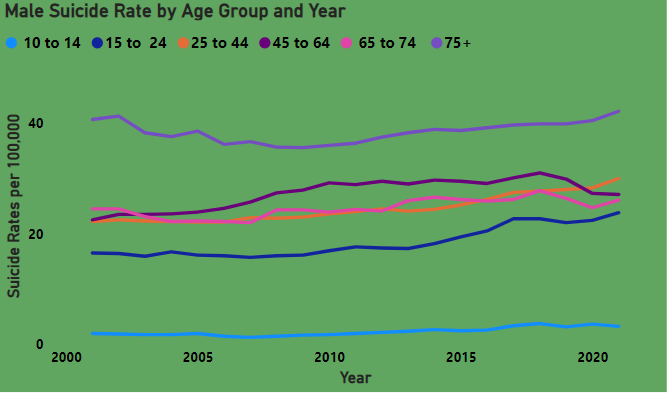 Male Suicide Rate by Age Group and Year
10 to 14 15 to 24 25 to 44 45 to 64 65 to 74 75+
Suicide Rates per 100,000
40
20
0
2000 2005 2010 2015 2020
Year